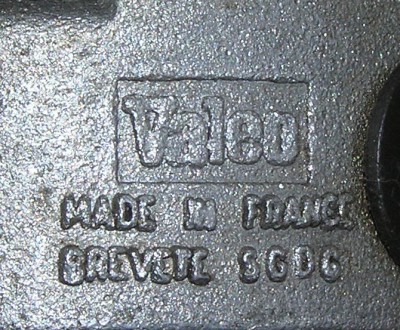 Valeo
MADE IN FRANCE
BREVETE SGDG